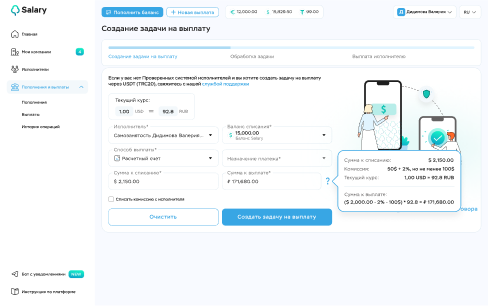 Salary
Пополнить баланс
+ Новая выплата
€ 12,000.00
$ 15,820.50
₮ 99.00
Дидинова Валерия
RU
Создание задачи на выплату
Главная
Моя компания
Исполнители
Пополнения и выплаты
Пополнения
Выплаты
История операций
Создание задачи на выплату
Обработка задачи
Выплата исполнителю
Если у вас нет Проверенных системой исполнителей и вы хотите создать задачу на выплату
через USDT (TRC20), свяжитесь с нашей службой поддержки
Текущий курс:
1.00 USD = 92.8 RUB
Исполнитель*
Самозанятость Дидинова Валерия...
Баланс списания*
$ 15,000.00
Баланс Salary
Способ выплаты*
Расчетный счет
Назначение платежа*
Сумма к списанию*
$ 2,150.00
Сумма к выплате*
₽ 171,680.00
?
Списать комиссию с исполнителя
Очистить
Создать задачу на выплату
Сумма к списанию: $ 2,150.00
Комиссия: 50$ + 2%, но не менее 100$
Текущий курс: 1,00 USD = 92.8 RUB
Сумма к выплате:
($ 2,000.00 - 2% - 100$) * 92.8 = ₽ 171,680.00
овора
Бот с уведомлениями
NEW!
Инструкция по платформе